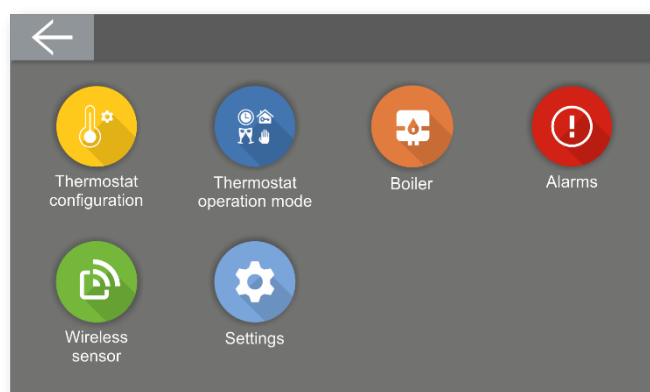 Thermostat
configuration
Thermostat
operation mode
Boiler
Alarms
Wireless
sensor
Settings